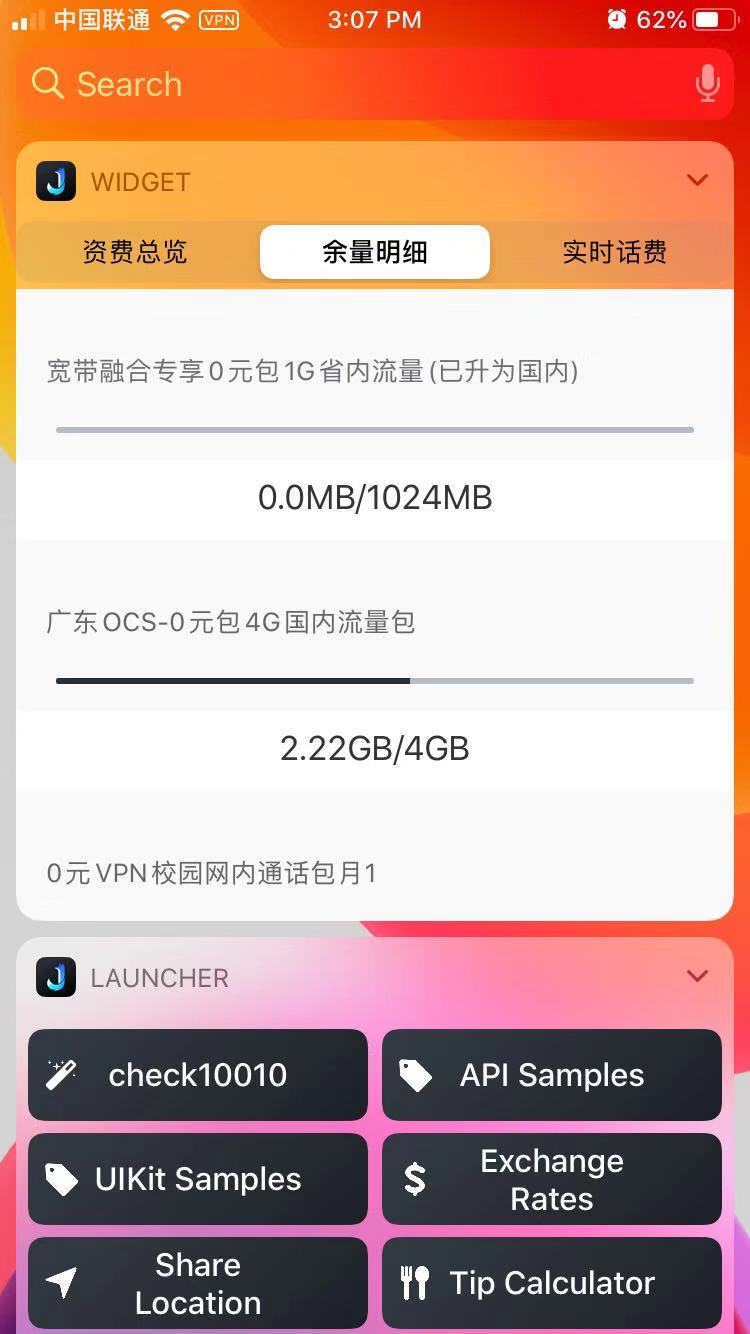 中国联通 VPN 3:07 PM 62%
Search
WIDGET
资费总览 余量明细 实时话费
宽带融合专享0元包1G省内流量(已升为国内)
0.0MB/1024MB
广东OCS-0元包4G国内流量包
2.22GB/4GB
0元VPN校园网内通话包月1
LAUNCHER
check10010 API Samples
UIKit Samples Exchange
Rates
Share
Location Tip Calculator